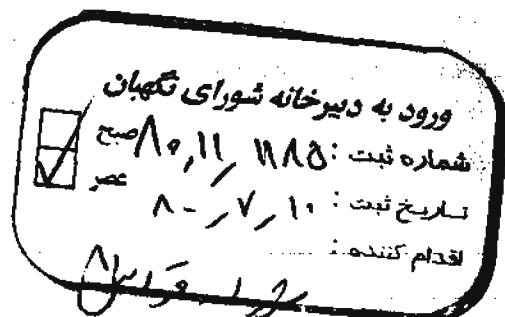 ورود به دبیرخانه شورای نگهبان
شماره ثبت : ۸۰,۱۱, ۱۱۸۵ صبح
تاریخ ثبت : ۸۰٫۷٫۱۰ عصر
اقدام کننده :